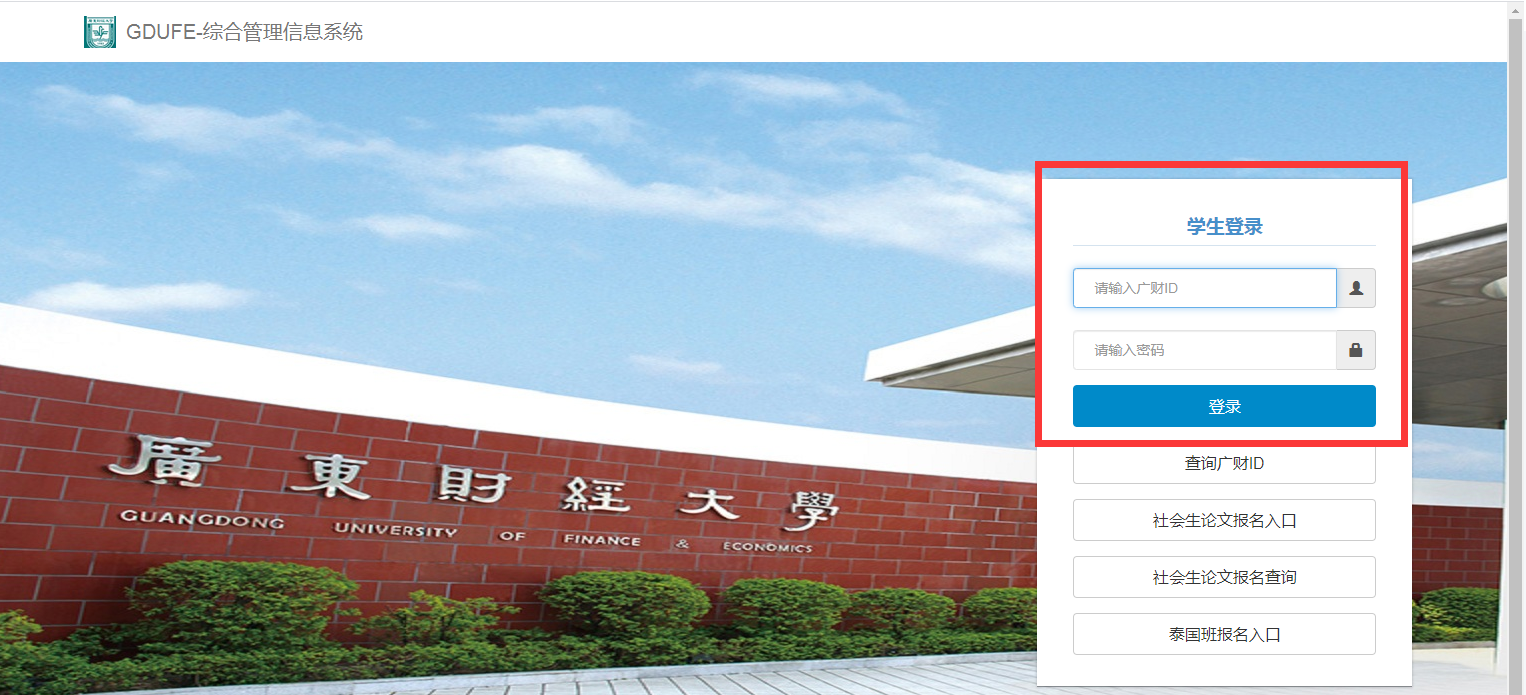 GDUFE-综合管理信息系统
学生登录
请输入广财ID
请输入密码
登录
查询广财ID
社会生论文报名入口
社会生论文报名查询
泰国班报名入口
廣東財經大學
GUANGDONG UNIVERSITY OF FINANCE & ECONOMICS